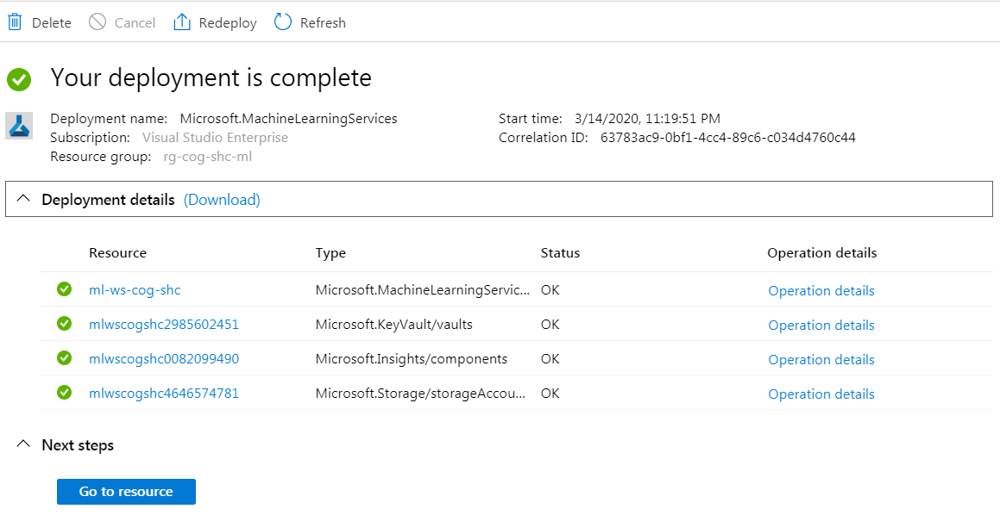 Delete Cancel Redeploy Refresh
Your deployment is complete
Deployment name: Microsoft.MachineLearningServices Start time: 3/14/2020, 11:19:51 PM
Subscription: Visual Studio Enterprise Correlation ID: 63783ac9-0bf1-4cc4-89c6-c034d4760c44
Resource group: rg-cog-shc-ml
Deployment details (Download)
Resource Type Status Operation details
ml-ws-cog-shc Microsoft.MachineLearningServic... OK Operation details
mlwscogshc2985602451 Microsoft.KeyVault/vaults OK Operation details
mlwscogshc0082099490 Microsoft.Insights/components OK Operation details
mlwscogshc4646574781 Microsoft.Storage/storageAccou... OK Operation details
Next steps
Go to resource